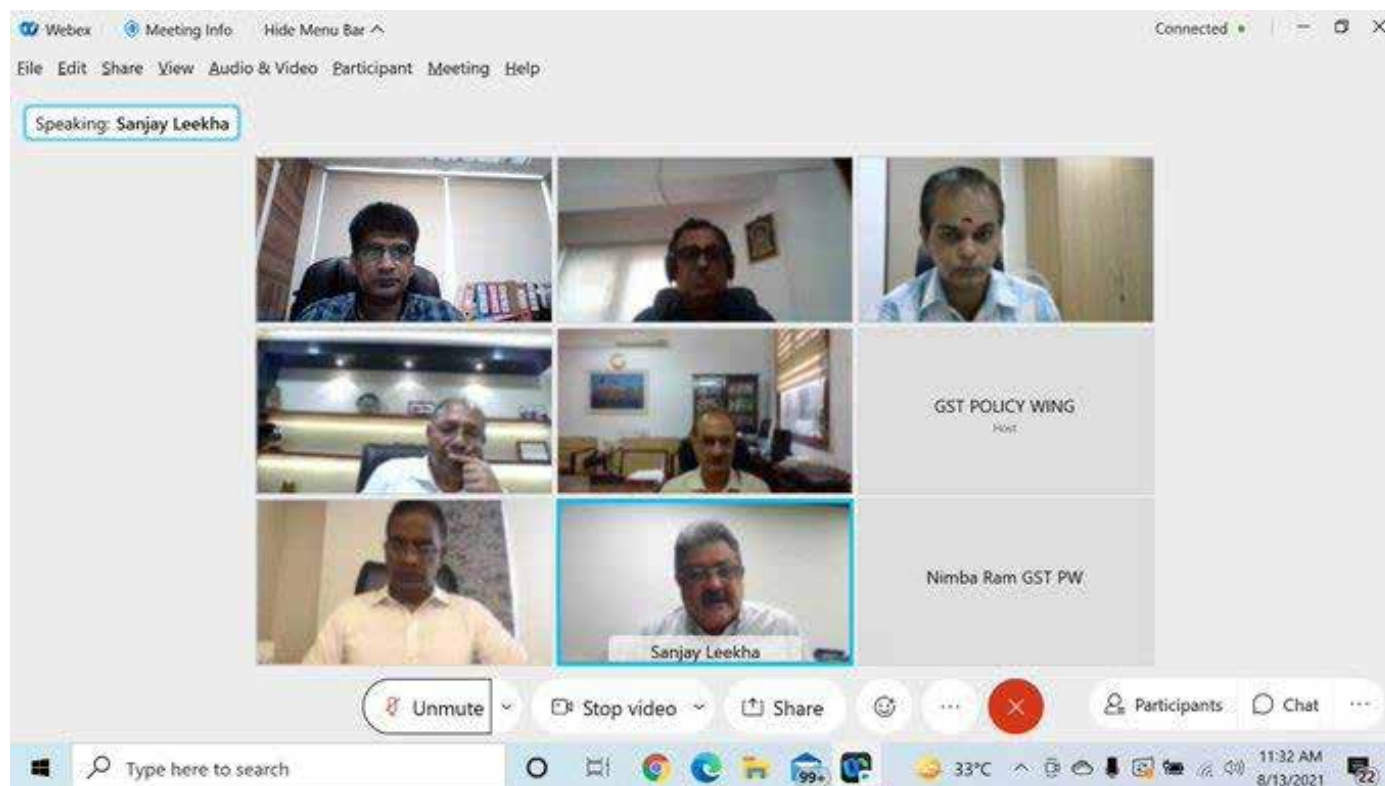 Webex Meeting Info Hide Menu Bar Connected
File Edit Share View Audio & Video Participant Meeting Help
Speaking: Sanjay Leekha
GST POLICY WING
Host
Nimba Ram GST PW
Sanjay Leekha
Unmute Stop video Share Participants Chat
Type here to search 99+ 33°C 11:32 AM
8/13/2021 22